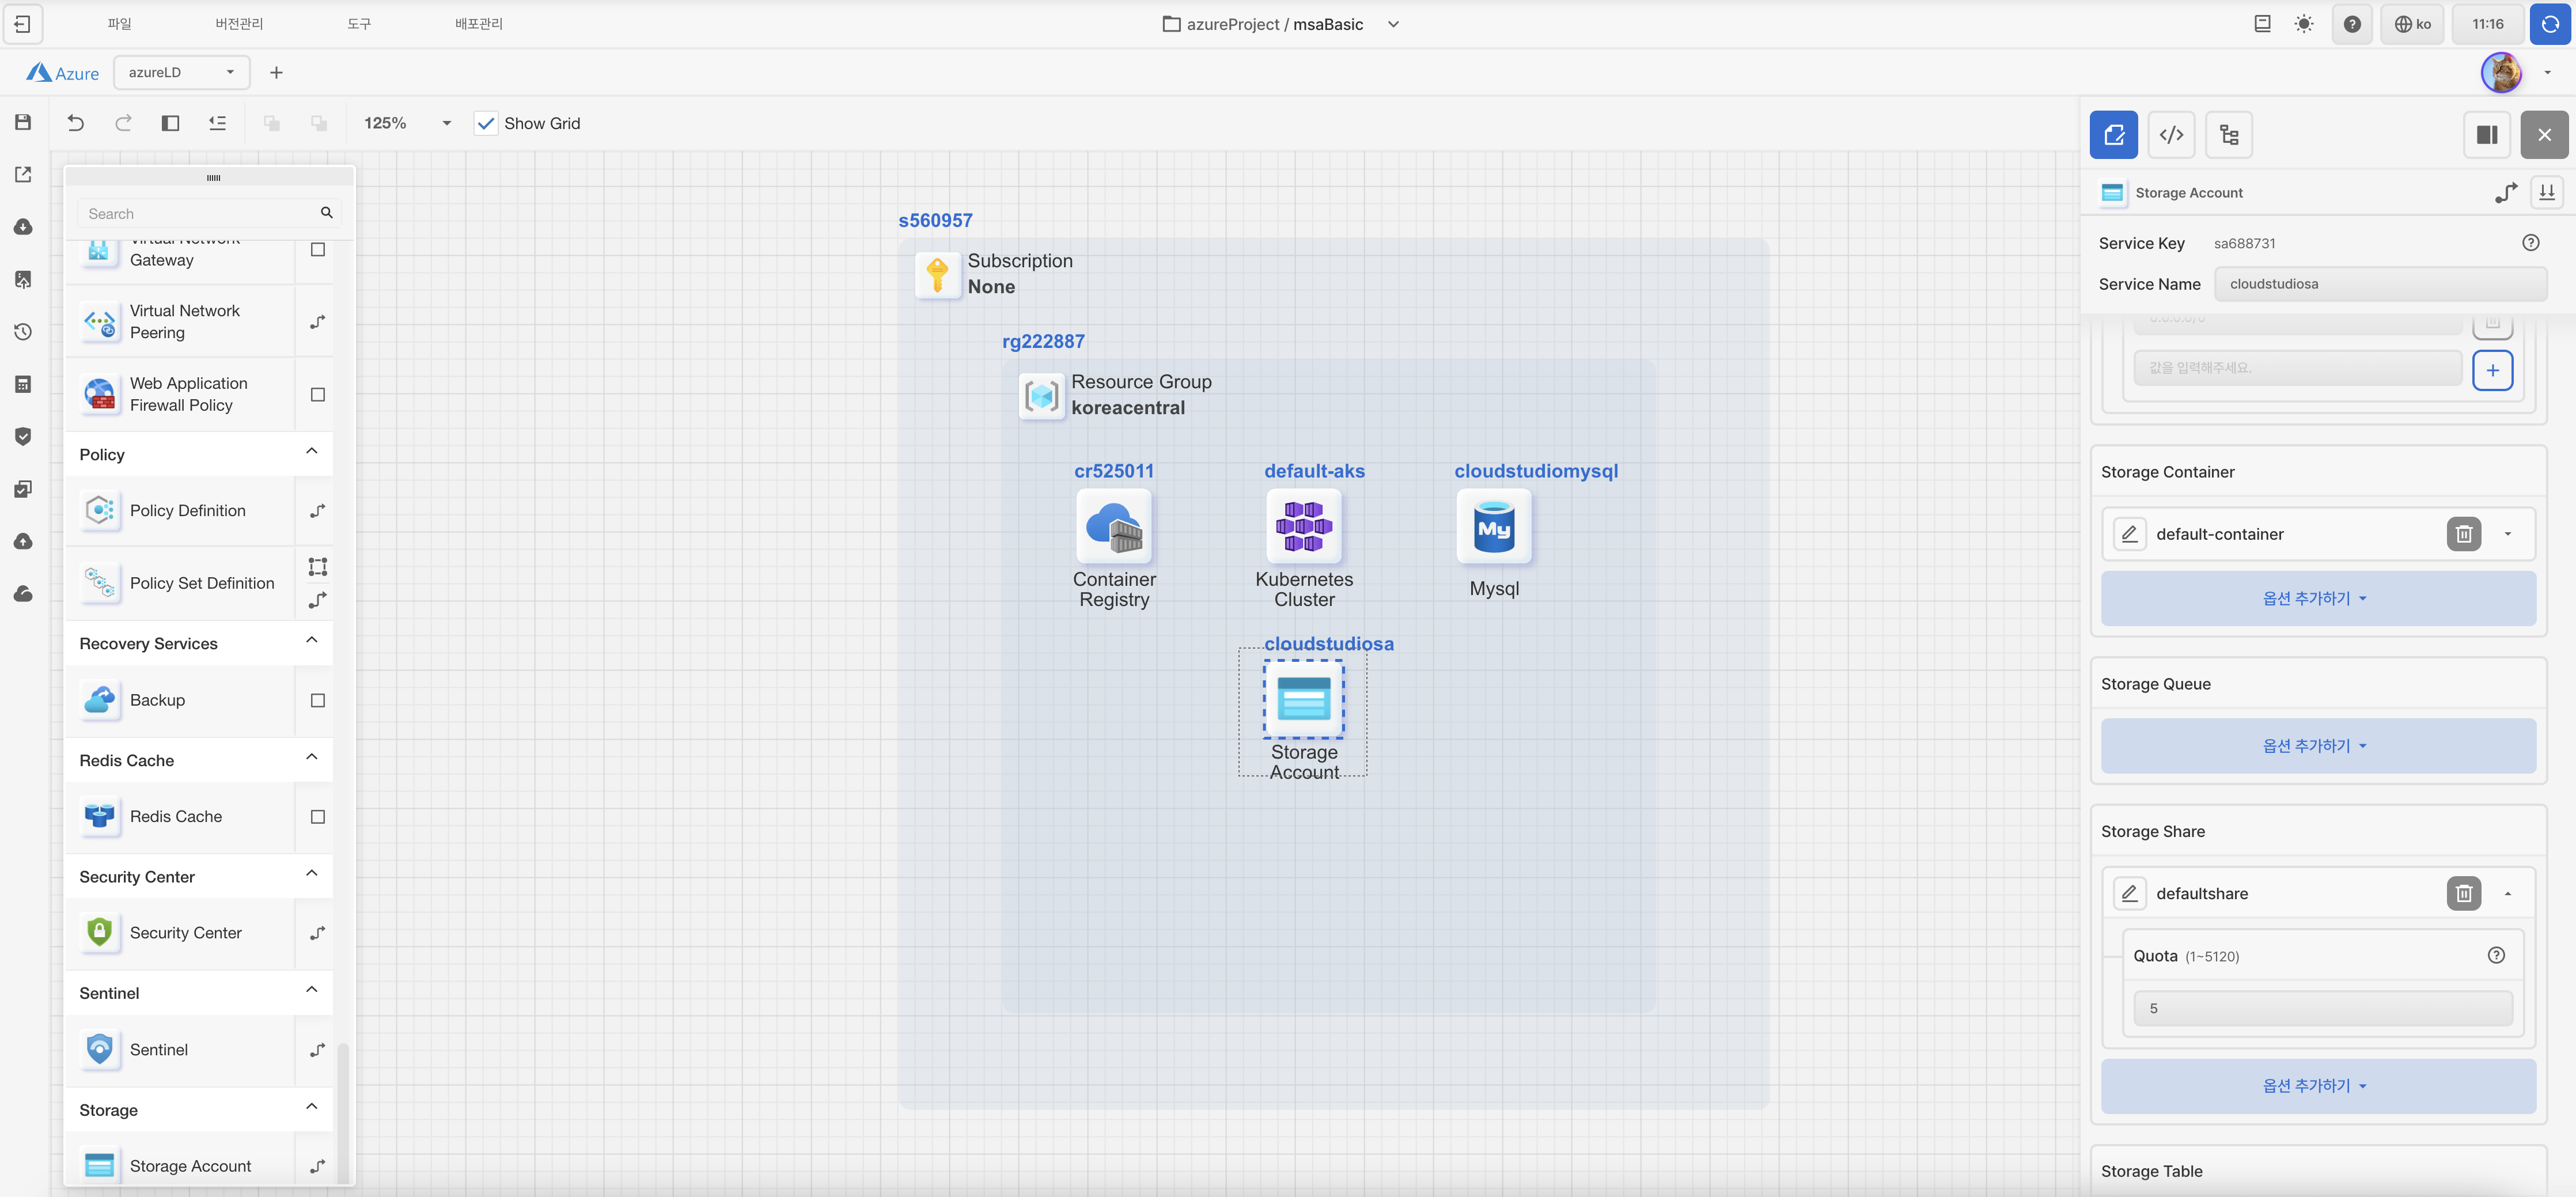 파일
버전관리
도구
배포관리
azureProject / msaBasic
ko
11:16
Azure
azureLD
125%
Show Grid
Search
Virtual Network
Gateway
Virtual Network
Peering
Web Application
Firewall Policy
Policy
Policy Definition
Policy Set Definition
Recovery Services
Backup
Redis Cache
Redis Cache
Security Center
Security Center
Sentinel
Sentinel
Storage
Storage Account
s560957
Subscription
None
rg222887
Resource Group
koreacentral
cr525011
Container
Registry
default-aks
Kubernetes
Cluster
cloudstudiomysql
My
Mysql
cloudstudiosa
Storage
Account
Storage Account
Service Key
sa688731
Service Name
cloudstudiosa
0.0.0.0/0
값을 입력해주세요.
Storage Container
default-container
옵션 추가하기
Storage Queue
옵션 추가하기
Storage Share
defaultshare
Quota (1~5120)
5
옵션 추가하기
Storage Table